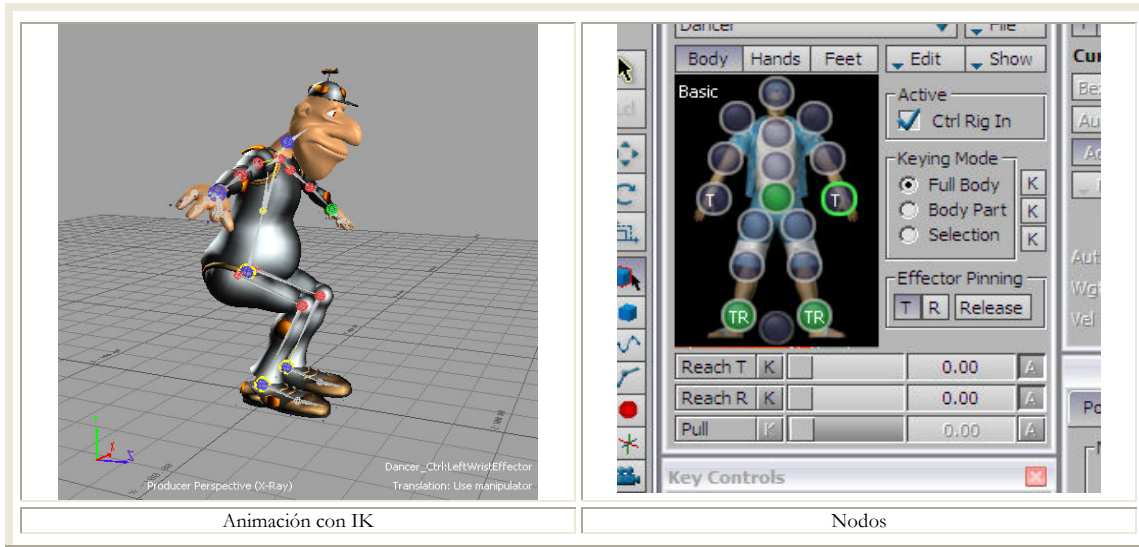 Dancer_Ctrl:LeftWristEffector
Producer Perspective (X-Ray) Translation: Use manipulator
Animación con IK
Dancer File
Body Hands Feet Edit Show
Basic
Active
Ctrl Rig In
Keying Mode
Full Body K
Body Part K
Selection K
T T
Effector Pinning
T R Release
TR TR
Reach T K 0.00 A
Reach R K 0.00 A
Pull K 0.00 A
Key Controls
Nodos